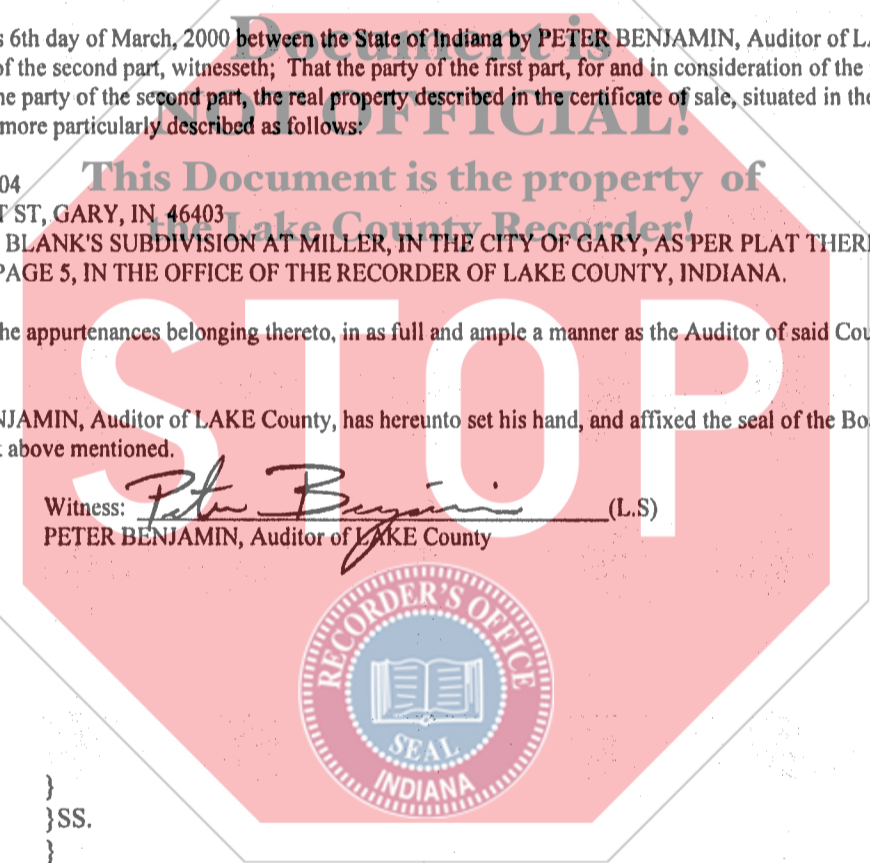 Document is
s 6th day of March, 2000 between the State of Indiana by PETER BENJAMIN, Auditor of LA
of the second part, witnesseth; That the party of the first part, for and in consideration of the
he party of the second part, the real property described in the certificate of sale, situated in the
NOT OFFICIAL!
more particularly described as follows:
This Document is the property of
04
T ST, GARY, IN 46403
the Lake County Recorder!
BLANK'S SUBDIVISION AT MILLER, IN THE CITY OF GARY, AS PER PLAT THERE
PAGE 5, IN THE OFFICE OF THE RECORDER OF LAKE COUNTY, INDIANA.
he appurtenances belonging thereto, in as full and ample a manner as the Auditor of said Cou
STOP
NJAMIN, Auditor of LAKE County, has hereunto set his hand, and affixed the seal of the Bo
above mentioned.
Witness: Peter Benjamin (L.S)
PETER BENJAMIN, Auditor of LAKE County
RECORDER'S OFFICE
SEAL
INDIANA
}
}SS.
}